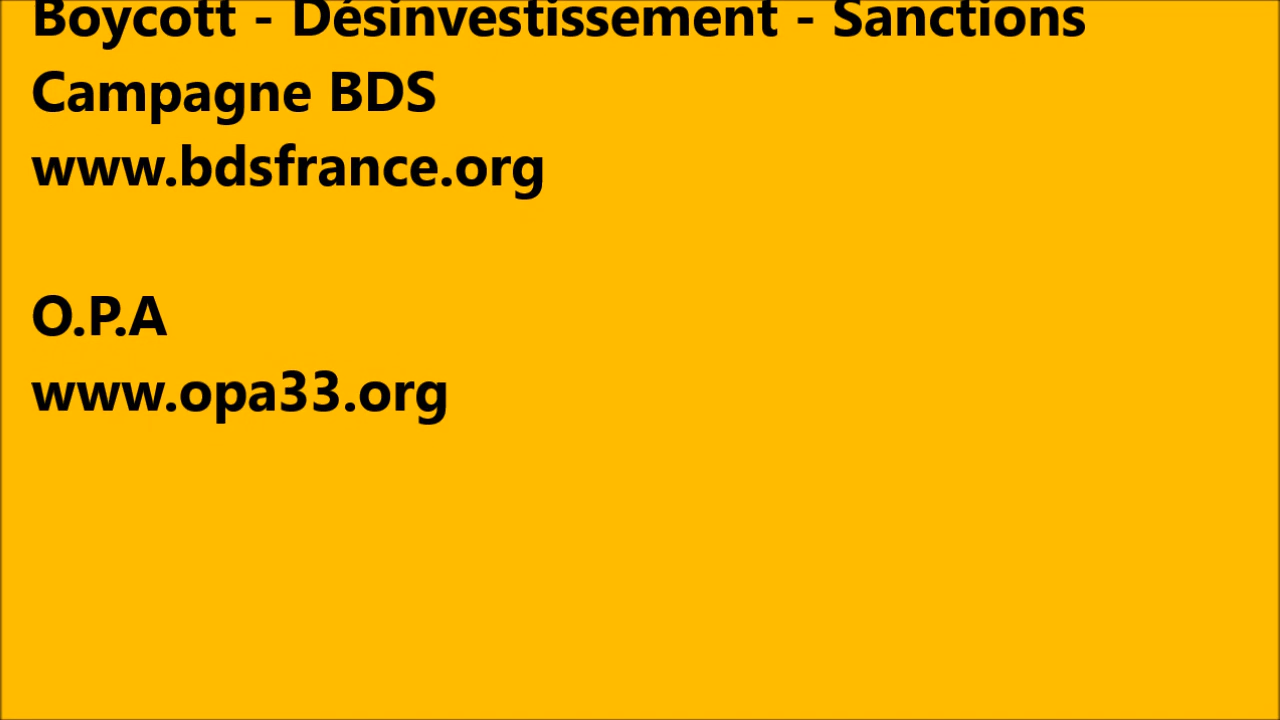 Boycott - Désinvestissement - Sanctions
Campagne BDS
www.bdsfrance.org
O.P.A
www.opa33.org